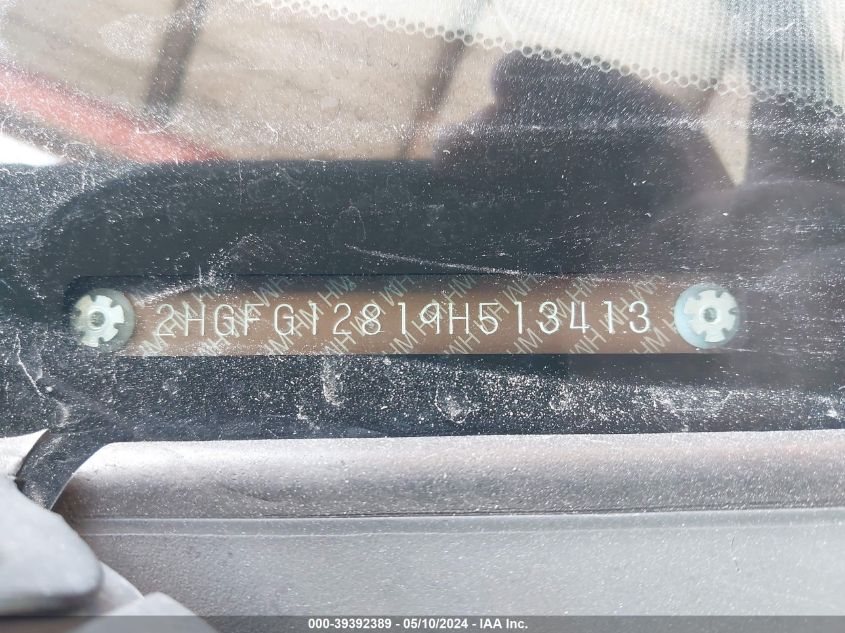 2HGFG12819H513413
000-39392389 - 05/10/2024 - IAA Inc.